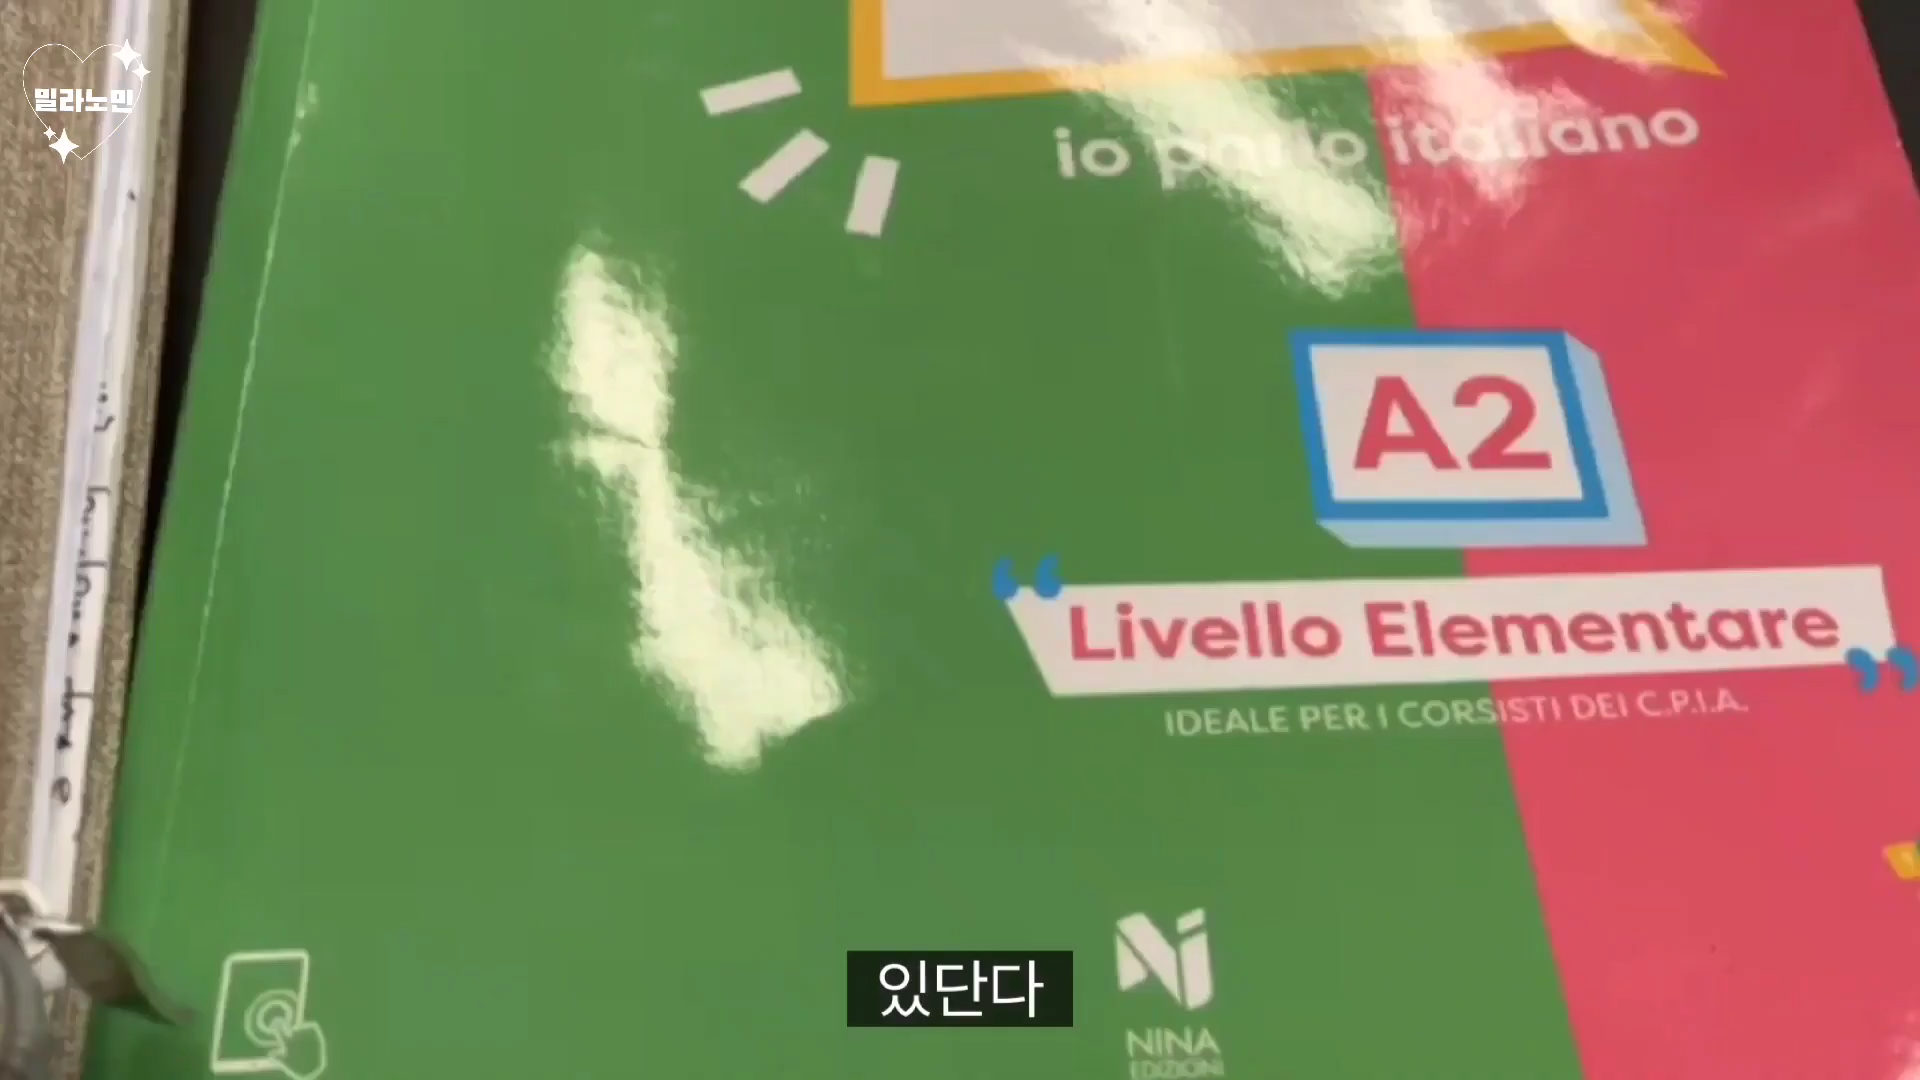 밀라노민
io parlo italiano
A2
“Livello Elementare”
IDEALE PER I CORSISTI DEI C.P.I.A.
있단다
NINA
EDIZIONI